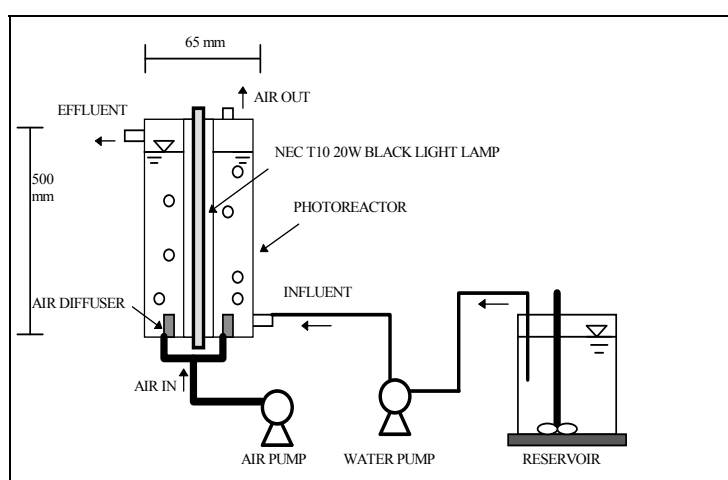 65 mm
AIR OUT
EFFLUENT
NEC T10 20W BLACK LIGHT LAMP
500
mm
PHOTOREACTOR
AIR DIFFUSER
INFLUENT
AIR IN
AIR PUMP
WATER PUMP
RESERVOIR